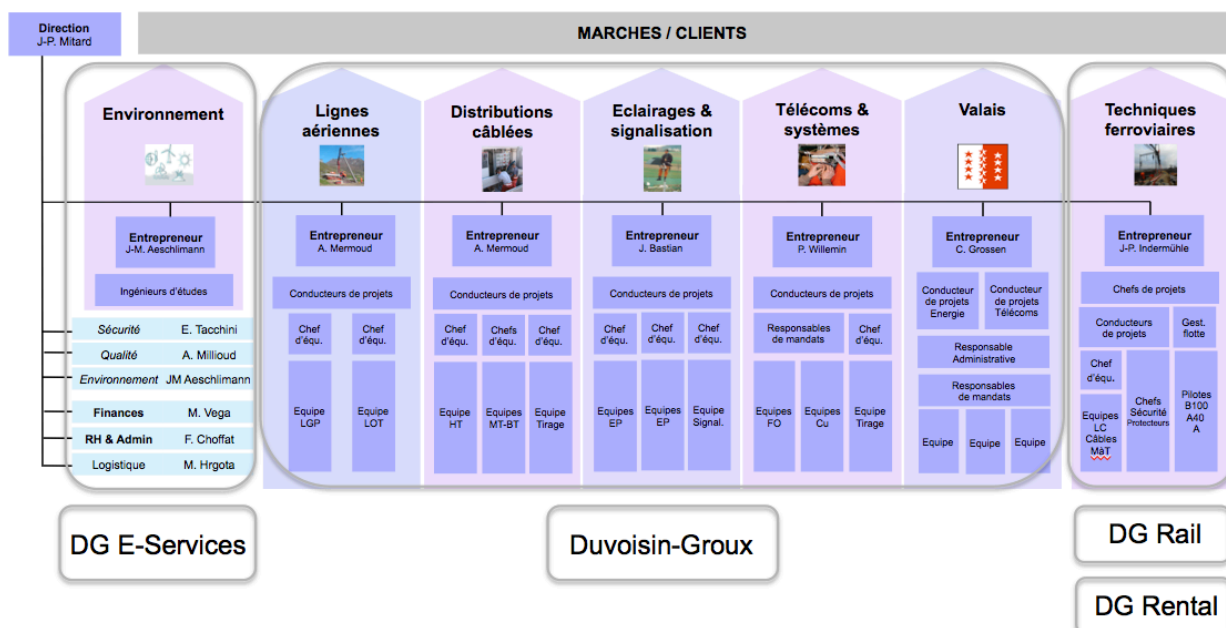 Direction
J-P. Mitard
MARCHES / CLIENTS
Environnement
Lignes
aériennes
Distributions
câblées
Eclairages &
signalisation
Télécoms &
systèmes
Valais
Techniques
ferroviaires
Entrepreneur
J-M. Aeschlimann
Entrepreneur
A. Mermoud
Entrepreneur
A. Mermoud
Entrepreneur
J. Bastian
Entrepreneur
P. Willemin
Entrepreneur
C. Grossen
Entrepreneur
J-P. Indermühle
Ingénieurs d'études
Sécurité E. Tacchini
Qualité A. Millioud
Environnement JM Aeschlimann
Finances M. Vega
RH & Admin F. Choffat
Logistique M. Hrgota
Conducteurs de projets
Chef
d'équ.
Chef
d'équ.
Equipe
LGP
Equipe
LOT
Conducteurs de projets
Chef
d'équ.
Chefs
d'équ.
Chef
d'équ.
Equipe
HT
Equipes
MT-BT
Equipe
Tirage
Conducteurs de projets
Chef
d'équ.
Chef
d'équ.
Chef
d'équ.
Equipes
EP
Equipes
EP
Equipe
Signal.
Conducteurs de projets
Responsables
de mandats
Chef
d'équ.
Equipes
FO
Equipes
Cu
Equipe
Tirage
Conducteur
de projets
Energie
Conducteur
de projets
Télécoms
Responsable
Administrative
Responsables
de mandats
Equipe
Equipe
Equipe
Chefs de projets
Conducteurs
de projets
Gest.
flotte
Chef
d'équ.
Equipes
LC
Câbles
MàT
Chefs
Sécurité
Protecteurs
Pilotes
B100
A40
A
DG E-Services
Duvoisin-Groux
DG Rail
DG Rental